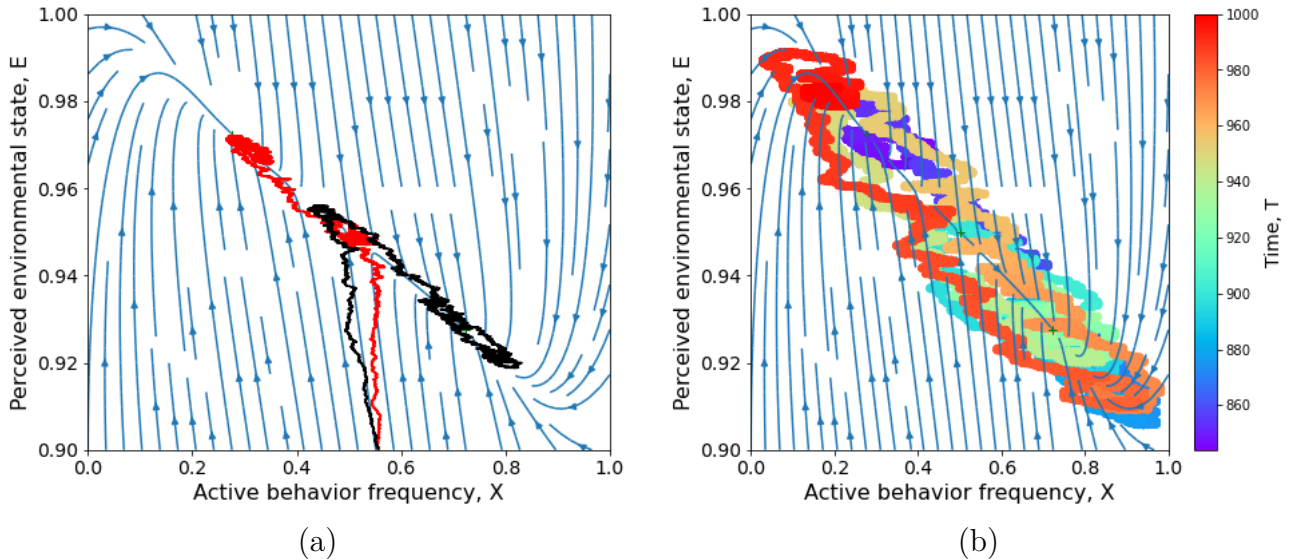 1.00
0.98
0.96
0.94
0.92
0.90
Perceived environmental state, E
0.0 0.2 0.4 0.6 0.8 1.0
Active behavior frequency, X
(a)
1.00
0.98
0.96
0.94
0.92
0.90
Perceived environmental state, E
0.0 0.2 0.4 0.6 0.8 1.0
Active behavior frequency, X
(b)
1000
980
960
940
920
900
880
860
Time, T